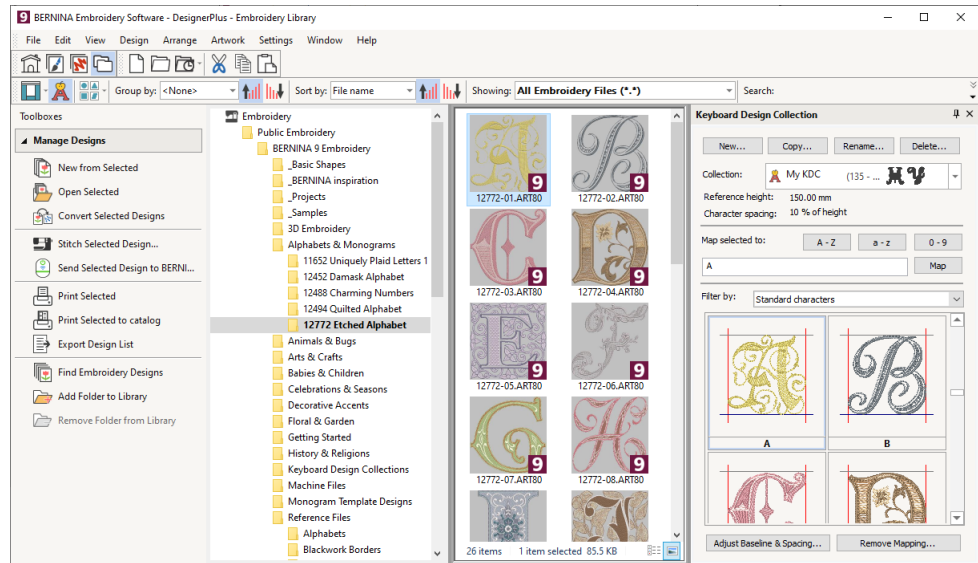 9 BERNINA Embroidery Software - DesignerPlus - Embroidery Library
File Edit View Design Arrange Artwork Settings Window Help
Group by: <None> Sort by: File name Showing: All Embroidery Files (*.*) Search:
Toolboxes
Manage Designs
New from Selected
Open Selected
Convert Selected Designs
Stitch Selected Design...
Send Selected Design to BERNI...
Print Selected
Print Selected to catalog
Export Design List
Find Embroidery Designs
Add Folder to Library
Remove Folder from Library
Embroidery
Public Embroidery
BERNINA 9 Embroidery
_Basic Shapes
_BERNINA inspiration
_Projects
_Samples
3D Embroidery
Alphabets & Monograms
11652 Uniquely Plaid Letters 1
12452 Damask Alphabet
12488 Charming Numbers
12494 Quilted Alphabet
12772 Etched Alphabet
Animals & Bugs
Arts & Crafts
Babies & Children
Celebrations & Seasons
Decorative Accents
Floral & Garden
Getting Started
History & Religions
Keyboard Design Collections
Machine Files
Monogram Template Designs
Reference Files
Alphabets
Blackwork Borders
A 9 B 9
12772-01.ART80 12772-02.ART80
C 9 D 9
12772-03.ART80 12772-04.ART80
E 9 F 9
12772-05.ART80 12772-06.ART80
G 9 H 9
12772-07.ART80 12772-08.ART80
I J
26 items 1 item selected 85.5 KB
Keyboard Design Collection
New... Copy... Rename... Delete...
Collection: My KDC (135 - ... M Y
Reference height: 150.00 mm
Character spacing: 10 % of height
Map selected to: A - Z a - z 0 - 9
A Map
Filter by: Standard characters
A B
A B
C D
Adjust Baseline & Spacing... Remove Mapping...